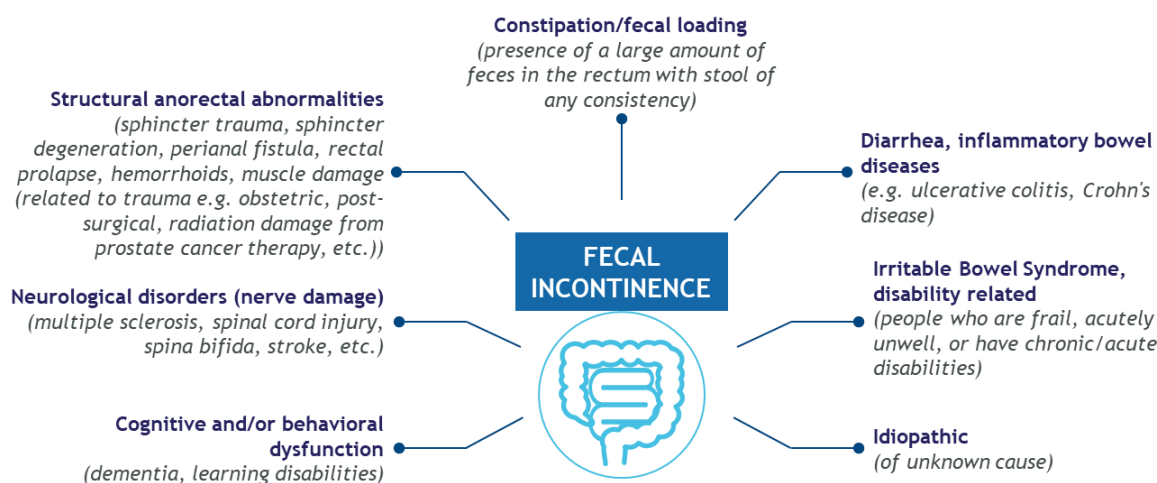 Constipation/fecal loading
(presence of a large amount of
feces in the rectum with stool of
any consistency)
Structural anorectal abnormalities
(sphincter trauma, sphincter
degeneration, perianal fistula, rectal
prolapse, hemorrhoids, muscle damage
(related to trauma e.g. obstetric, post-
surgical, radiation damage from
prostate cancer therapy, etc.))
Neurological disorders (nerve damage)
(multiple sclerosis, spinal cord injury,
spina bifida, stroke, etc.)
Cognitive and/or behavioral
dysfunction
(dementia, learning disabilities)
FECAL
INCONTINENCE
Diarrhea, inflammatory bowel
diseases
(e.g. ulcerative colitis, Crohn's
disease)
Irritable Bowel Syndrome,
disability related
(people who are frail, acutely
unwell, or have chronic/acute
disabilities)
Idiopathic
(of unknown cause)